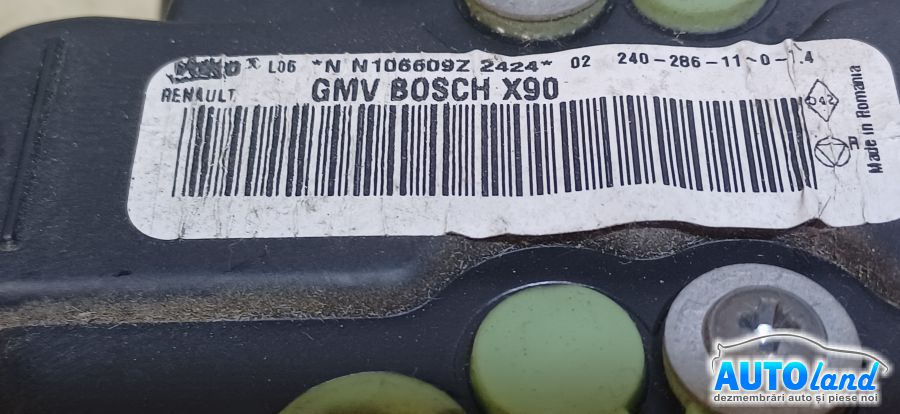 L06 *N N106609Z 2424* 02 240-286-11-0-14
RENAULT
GMV BOSCH X90
Made in Romania
R
AUTOland
dezmembrări auto și piese noi